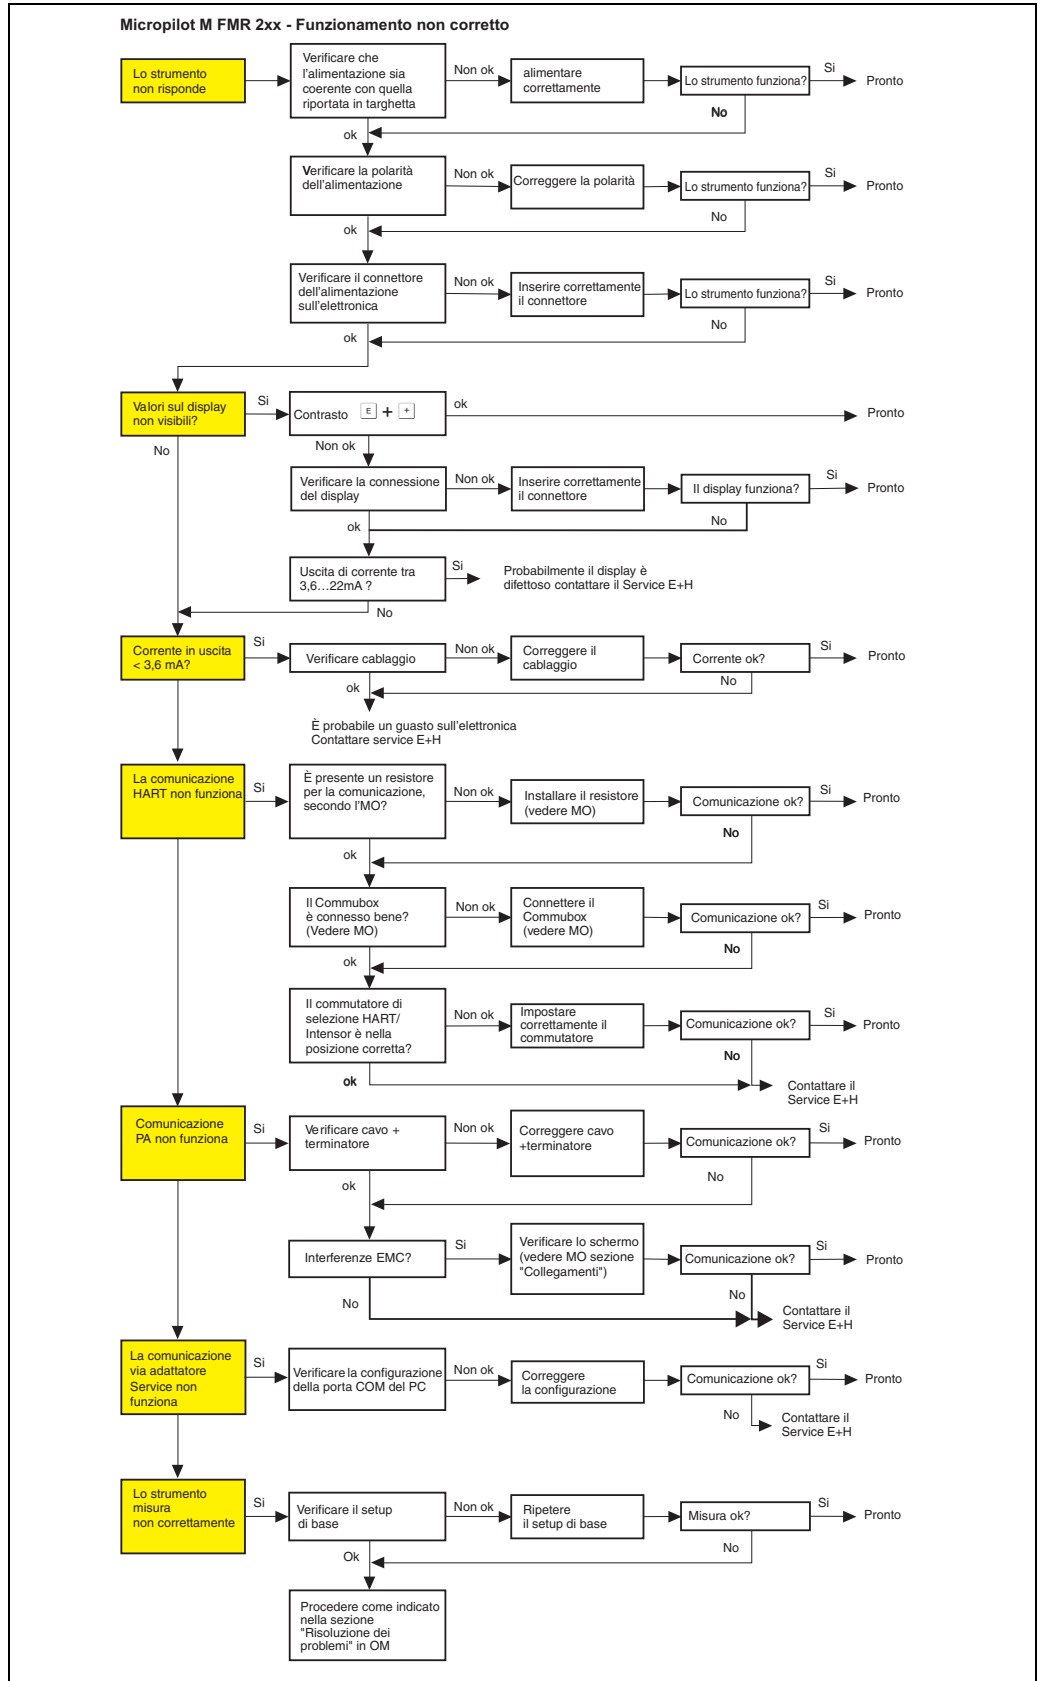 Micropilot M FMR 2xx - Funzionamento non corretto
Lo strumento
non risponde
Verificare che
l'alimentazione sia
coerente con quella
riportata in targhetta
Non ok
alimentare
correttamente
Lo strumento funziona?
Si
Pronto
No
ok
Verificare la polarità
dell'alimentazione
Non ok
Correggere la polarità
Lo strumento funziona?
Si
Pronto
No
ok
Verificare il connettore
dell'alimentazione
sull'elettronica
Non ok
Inserire correttamente
il connettore
Lo strumento funziona?
Si
Pronto
No
ok
Valori sul display
non visibili?
Si
Contrasto E + +
ok
Pronto
No
Non ok
Verificare la connessione
del display
Non ok
Inserire correttamente
il connettore
Il display funziona?
Si
Pronto
No
ok
Uscita di corrente tra
3,6...22mA ?
Si
Probabilmente il display è
difettoso contattare il Service E+H
No
Corrente in uscita
< 3,6 mA?
Si
Verificare cablaggio
Non ok
Correggere il
cablaggio
Corrente ok?
Si
Pronto
No
ok
È probabile un guasto sull'elettronica
Contattare service E+H
La comunicazione
HART non funziona
Si
È presente un resistore
per la comunicazione,
secondo l'MO?
Non ok
Installare il resistore
(vedere MO)
Comunicazione ok?
Si
Pronto
No
ok
Il Commubox
è connesso bene?
(Vedere MO)
Non ok
Connettere il
Commubox
(vedere MO)
Comunicazione ok?
Si
Pronto
No
ok
Il commutatore di
selezione HART/
Intensor è nella
posizione corretta?
Non ok
Impostare
correttamente il
commutatore
Comunicazione ok?
Si
Pronto
No
ok
Contattare il
Service E+H
Comunicazione
PA non funziona
Si
Verificare cavo +
terminatore
Non ok
Correggere cavo
+terminatore
Comunicazione ok?
Si
Pronto
No
ok
Interferenze EMC?
Si
Verificare lo schermo
(vedere MO sezione
"Collegamenti")
Comunicazione ok?
Si
Pronto
No
No
Contattare il
Service E+H
La comunicazione
via adattatore
Service non
funziona
Si
Verificare la configurazione
della porta COM del PC
Non ok
Correggere
la configurazione
Comunicazione ok?
Si
Pronto
No
Contattare il
Service E+H
Lo strumento
misura
non correttamente
Si
Verificare il setup
di base
Non ok
Ripetere
il setup di base
Misura ok?
Si
Pronto
No
Ok
Procedere come indicato
nella sezione
"Risoluzione dei
problemi" in OM